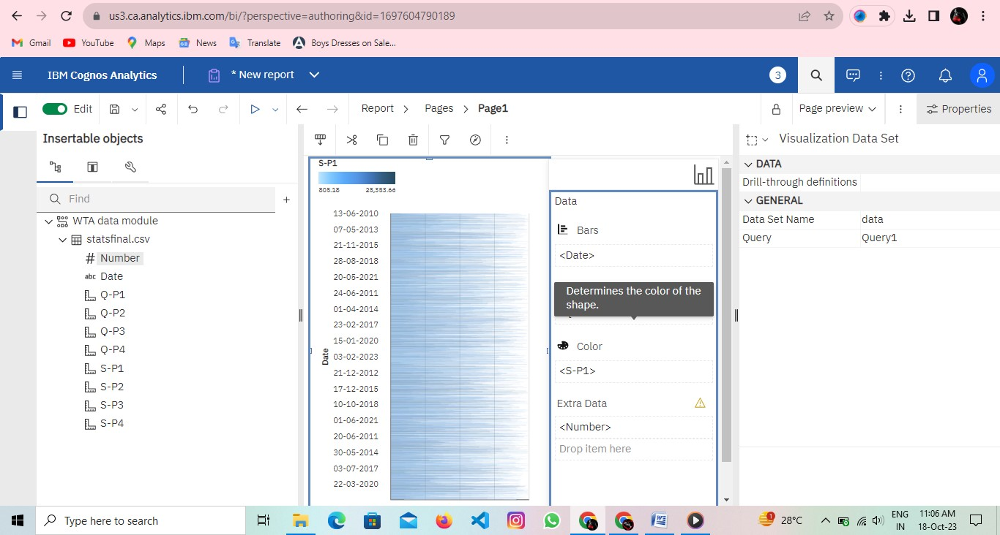 us3.ca.analytics.ibm.com/bi/?perspective=authoring&id=1697604790189
Gmail YouTube Maps News Translate Boys Dresses on Sale...
IBM Cognos Analytics * New report 3
Edit Report Pages Page1 Page preview Properties
Insertable objects
Find
WTA data module
statsfinal.csv
Number
abc Date
Q-P1
Q-P2
Q-P3
Q-P4
S-P1
S-P2
S-P3
S-P4
S-P1
805.18 25,353.66
Date
13-06-2010
07-05-2013
21-11-2015
28-08-2018
20-05-2021
24-06-2011
01-04-2014
23-02-2017
15-01-2020
03-02-2023
21-12-2012
17-12-2015
10-10-2018
01-06-2021
20-06-2011
30-05-2014
03-07-2017
22-03-2020
Data
Bars
<Date>
Determines the color of the
shape.
Color
<S-P1>
Extra Data
<Number>
Drop item here
Visualization Data Set
DATA
Drill-through definitions
GENERAL
Data Set Name data
Query Query1
Type here to search
1
28°C
ENG
IN
11:06 AM
18-Oct-23